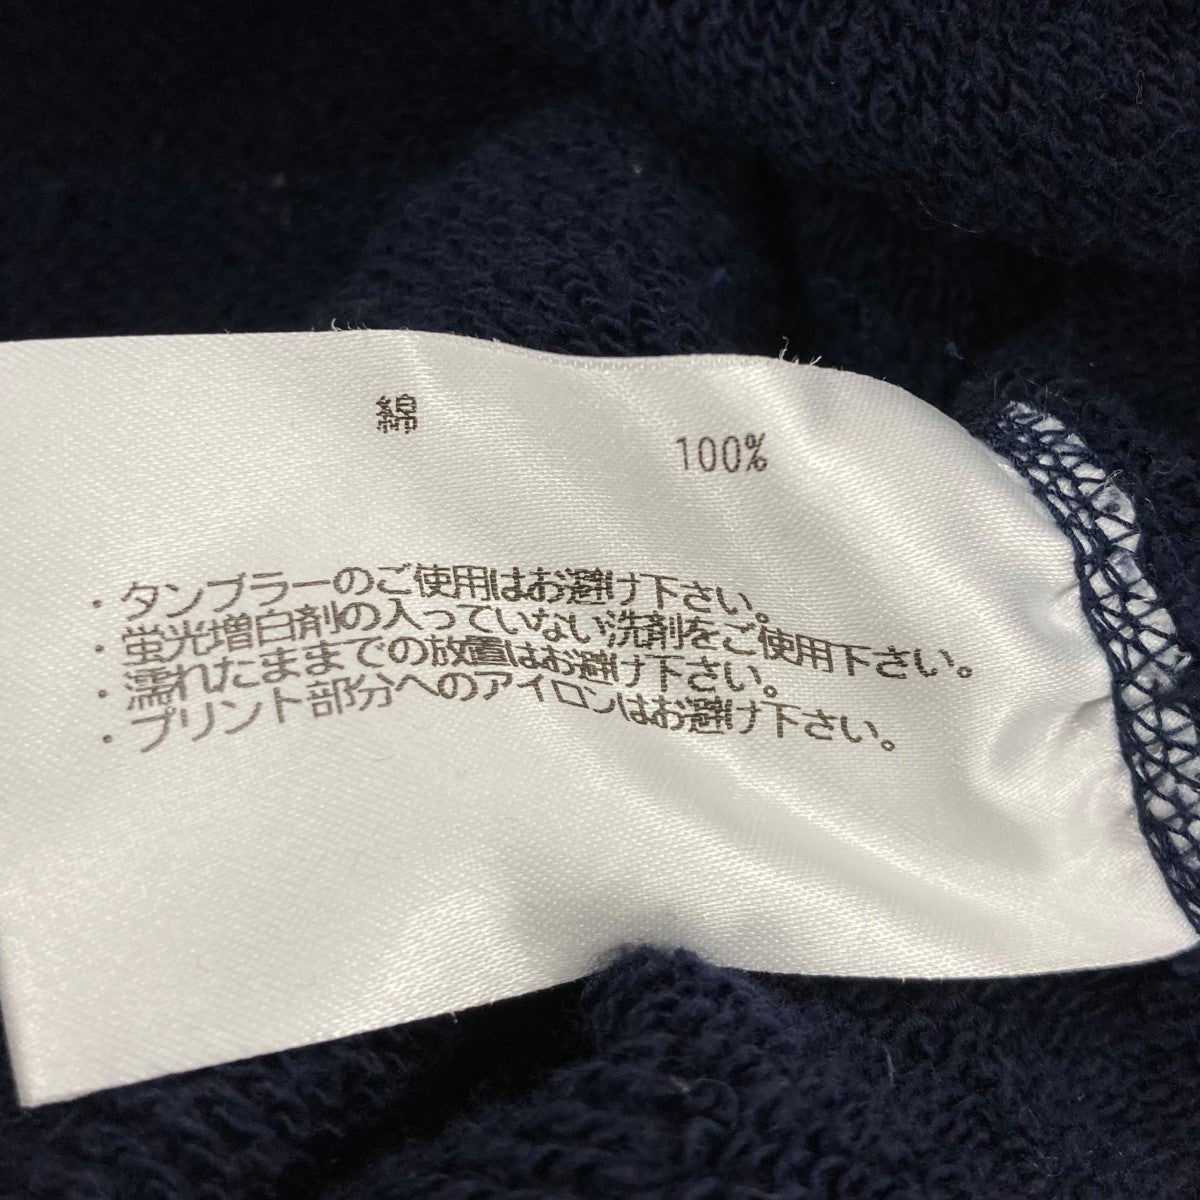 綿 100%
・タンブラーのご使用はお避け下さい。
・蛍光増白剤の入っていない洗剤をご使用下さい。
・濡れたままでの放置はお避け下さい。
・プリント部分へのアイロンはお避け下さい。